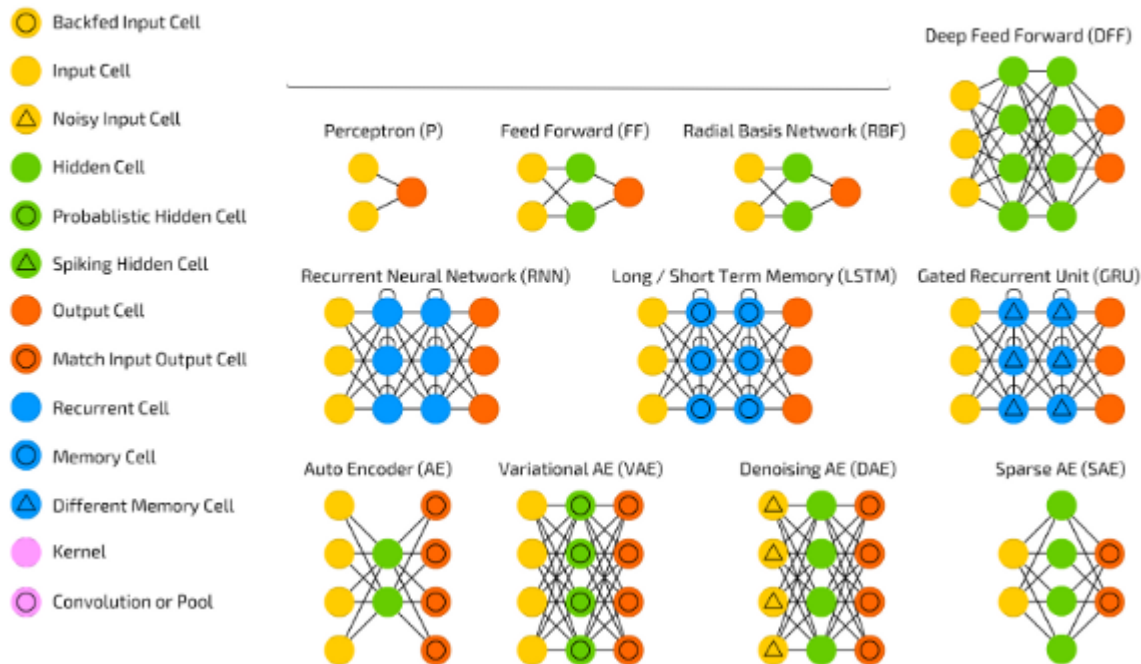 Backfed Input Cell
Input Cell
Noisy Input Cell
Hidden Cell
Probablistic Hidden Cell
Spiking Hidden Cell
Output Cell
Match Input Output Cell
Recurrent Cell
Memory Cell
Different Memory Cell
Kernel
Convolution or Pool
Deep Feed Forward (DFF)
Perceptron (P)
Feed Forward (FF)
Radial Basis Network (RBF)
Recurrent Neural Network (RNN)
Long / Short Term Memory (LSTM)
Gated Recurrent Unit (GRU)
Auto Encoder (AE)
Variational AE (VAE)
Denoising AE (DAE)
Sparse AE (SAE)